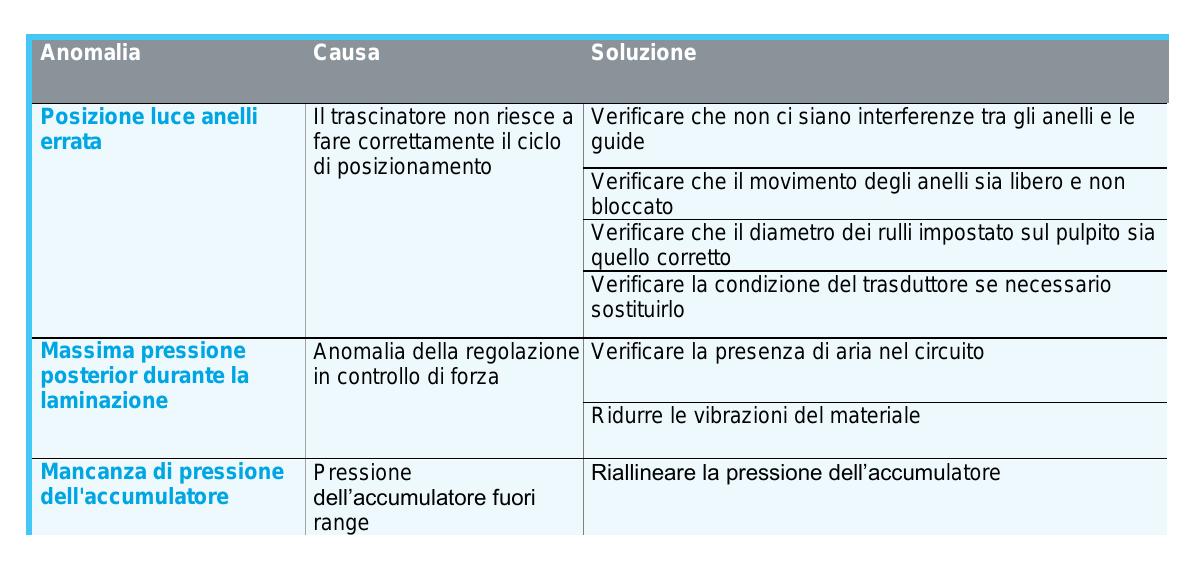 Anomalia
Causa
Soluzione
Posizione luce anelli
errata
Il trascinatore non riesce a
fare correttamente il ciclo
di posizionamento
Verificare che non ci siano interferenze tra gli anelli e le
guide
Verificare che il movimento degli anelli sia libero e non
bloccato
Verificare che il diametro dei rulli impostato sul pulpito sia
quello corretto
Verificare la condizione del trasduttore se necessario
sostituirlo
Massima pressione
posterior durante la
laminazione
Anomalia della regolazione
in controllo di forza
Verificare la presenza di aria nel circuito
Ridurre le vibrazioni del materiale
Mancanza di pressione
dell'accumulatore
Pressione
dell’accumulatore fuori
range
Riallineare la pressione dell’accumulatore